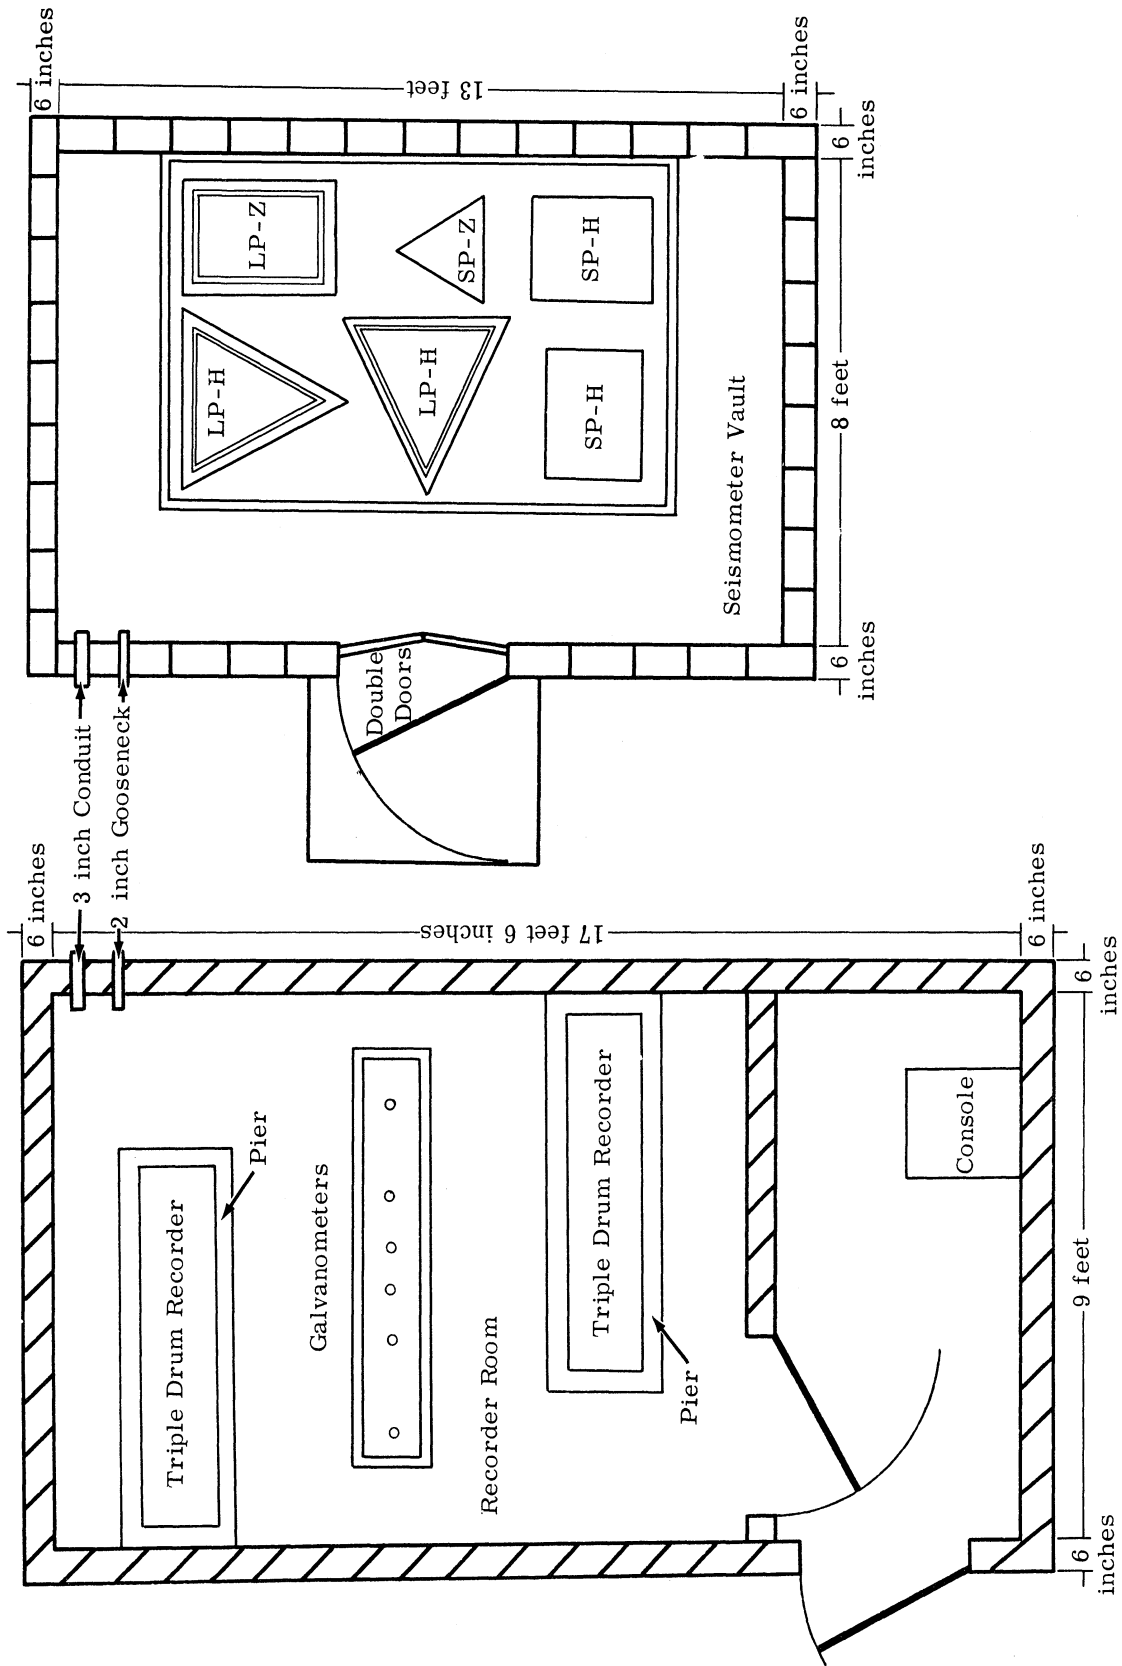 6 inches
13 feet
6 inches
6
inches
8 feet
6
inches
LP-Z
SP-Z
SP-H
LP-H
LP-H
SP-H
Seismometer Vault
Double
Doors
3 inch Conduit
2 inch Gooseneck
6 inches
17 feet 6 inches
6 inches
6
inches
9 feet
6
inches
Pier
Triple Drum Recorder
Galvanometers
Triple Drum Recorder
Pier
Recorder Room
Console